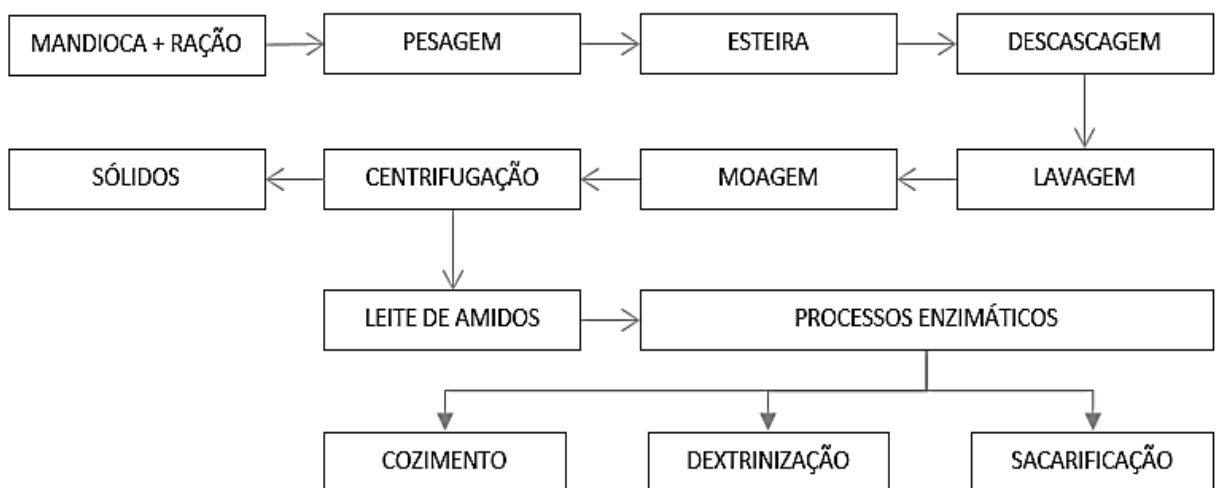 MANDIOCA + RAÇÃO
PESAGEM
ESTEIRA
DESCASCAGEM
SÓLIDOS
CENTRIFUGAÇÃO
MOAGEM
LAVAGEM
LEITE DE AMIDOS
PROCESSOS ENZIMÁTICOS
COZIMENTO
DEXTRINIZAÇÃO
SACARIFICAÇÃO